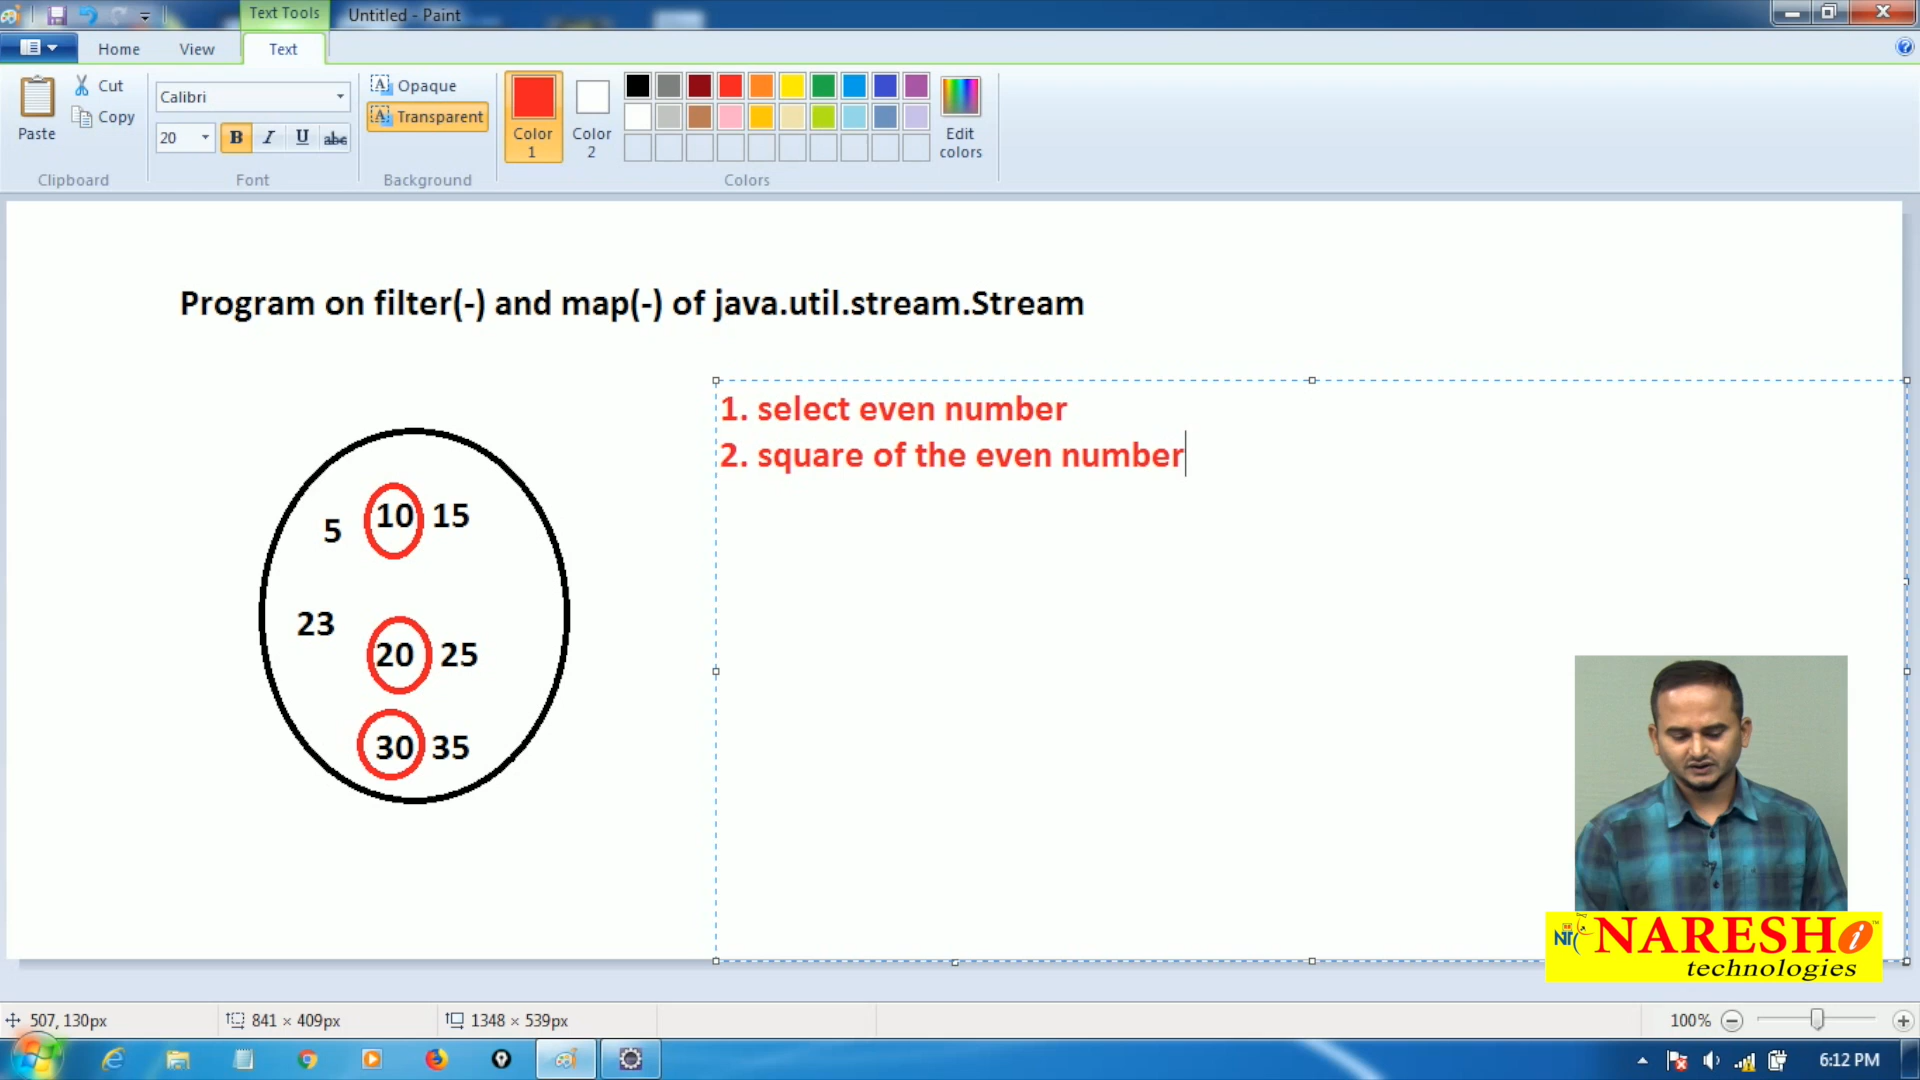 Text Tools
Untitled - Paint
Home
View
Text
Paste
Cut
Copy
Clipboard
Calibri
20
B
I
U
abc
Font
Opaque
Transparent
Background
Color
1
Color
2
Edit
colors
Colors
Program on filter(-) and map(-) of java.util.stream.Stream
1. select even number
2. square of the even number
5 10 15
23
20 25
30 35
NARESH i
technologies
507, 130px
841 × 409px
1348 × 539px
100%
6:12 PM